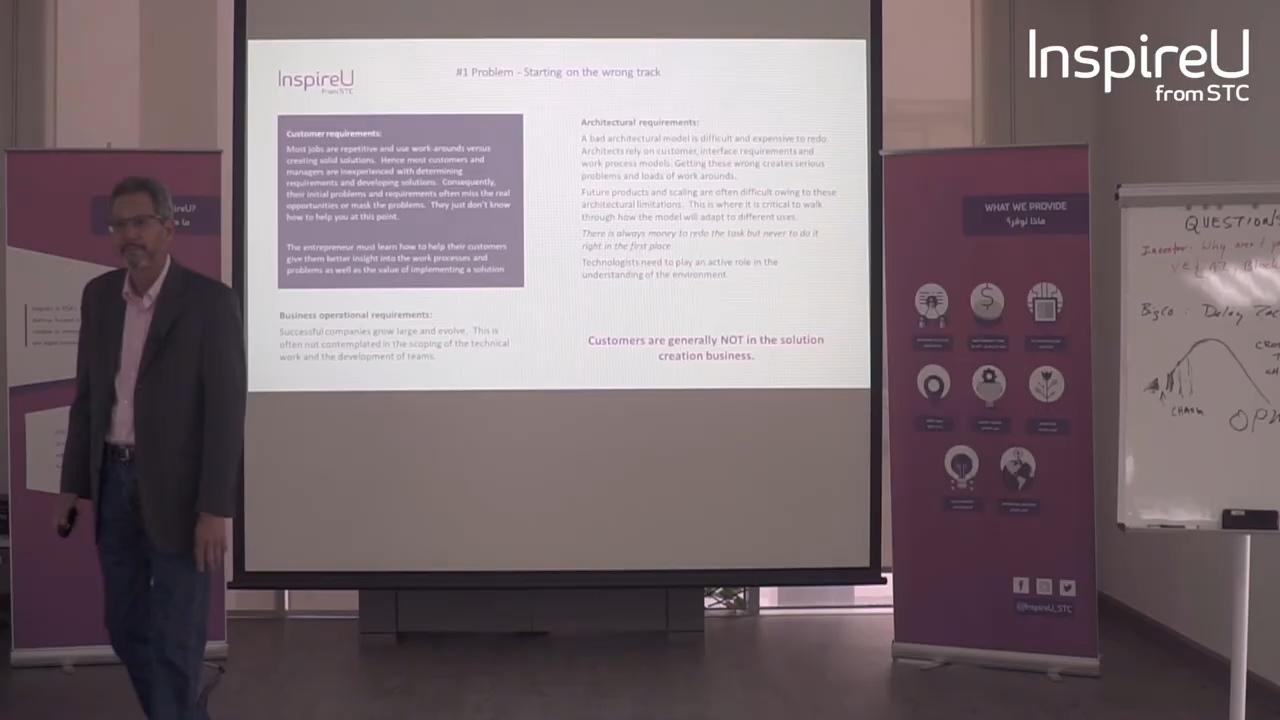 InspireU
from STC
#1 Problem - Starting on the wrong track
InspireU
from STC
Customer requirements:
Most jobs are repetitive and use work-arounds versus
creating solid solutions. Hence most customers and
managers are inexperienced with determining
requirements and developing solutions. Consequently,
their initial problems and requirements often miss the real
opportunities or mask the problems. They just don't know
how to help you at this point.
The entrepreneur must learn how to help their customers
give them better insight into the work processes and
problems as well as the value of implementing a solution
Business operational requirements:
Successful companies grow large and evolve. This is
often not contemplated in the scoping of the technical
work and the development of teams.
Architectural requirements:
A bad architectural model is difficult and expensive to redo.
Architects rely on customer, interface requirements and
work process models. Getting these wrong creates serious
problems and loads of work arounds.
Future products and scaling are often difficult owing to these
architectural limitations. This is where it is critical to walk
through how the model will adapt to different uses.
There is always money to redo the task but never to do it
right in the first place
Technologists need to play an active role in the
understanding of the environment.
Customers are generally NOT in the solution
creation business.
ireU?
WHAT WE PROVIDE
ماذا نوفر؟
@InspireU_STC
QUESTIONS
Investor: Why aren't
BigCo: Delay
CHASM